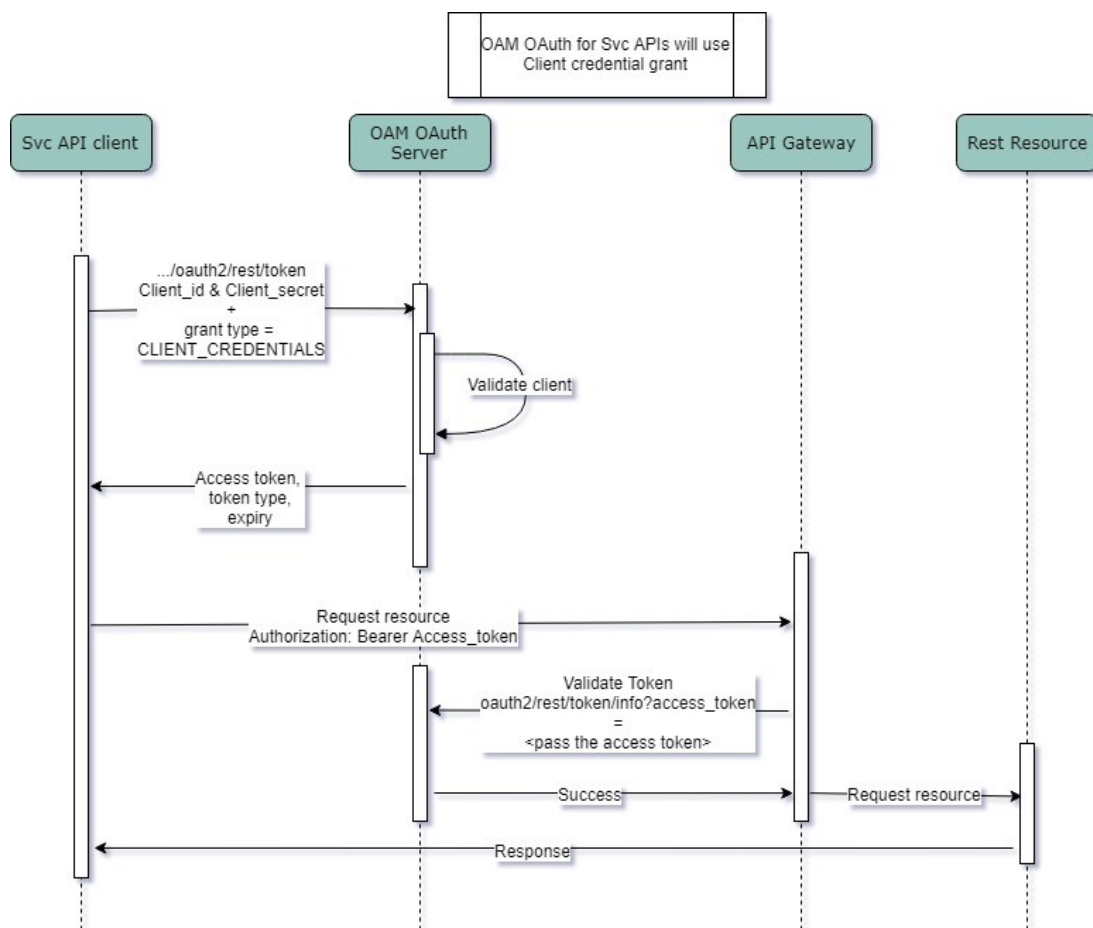 OAM OAuth for Svc APIs will use
Client credential grant
Svc API client
OAM OAuth
Server
API Gateway
Rest Resource
.../oauth2/rest/token
Client_id & Client_secret
+
grant type =
CLIENT_CREDENTIALS
Validate client
Access token,
token type,
expiry
Request resource
Authorization: Bearer Access_token
Validate Token
oauth2/rest/token/info?access_token
=
<pass the access token>
Success
Request resource
Response